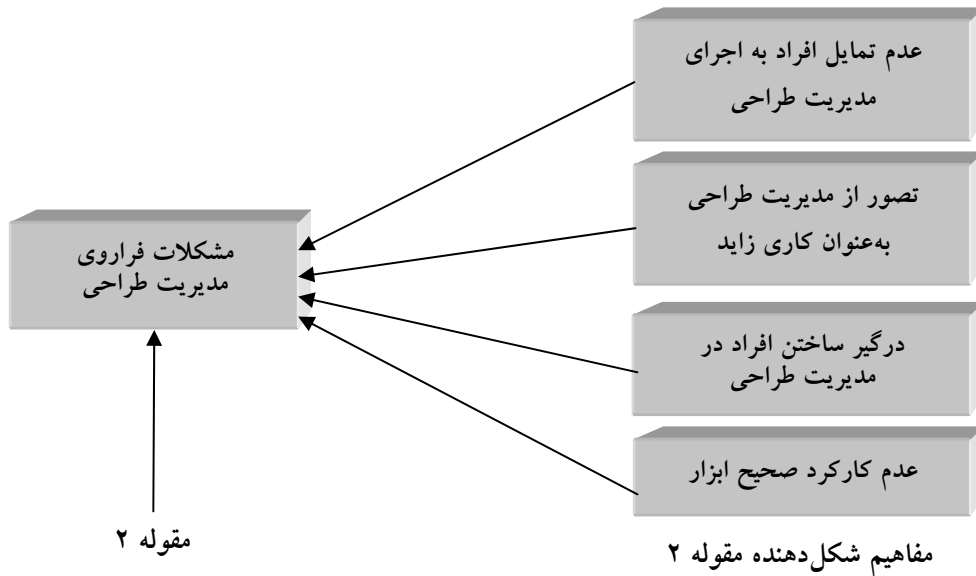 عدم تمایل افراد به اجرای
مدیریت طراحی
تصور از مدیریت طراحی
به‌عنوان کاری زاید
درگیر ساختن افراد در
مدیریت طراحی
عدم کارکرد صحیح ابزار
مفاهیم شکل‌دهنده مقوله ۲
مشکلات فراروی
مدیریت طراحی
مقوله ۲